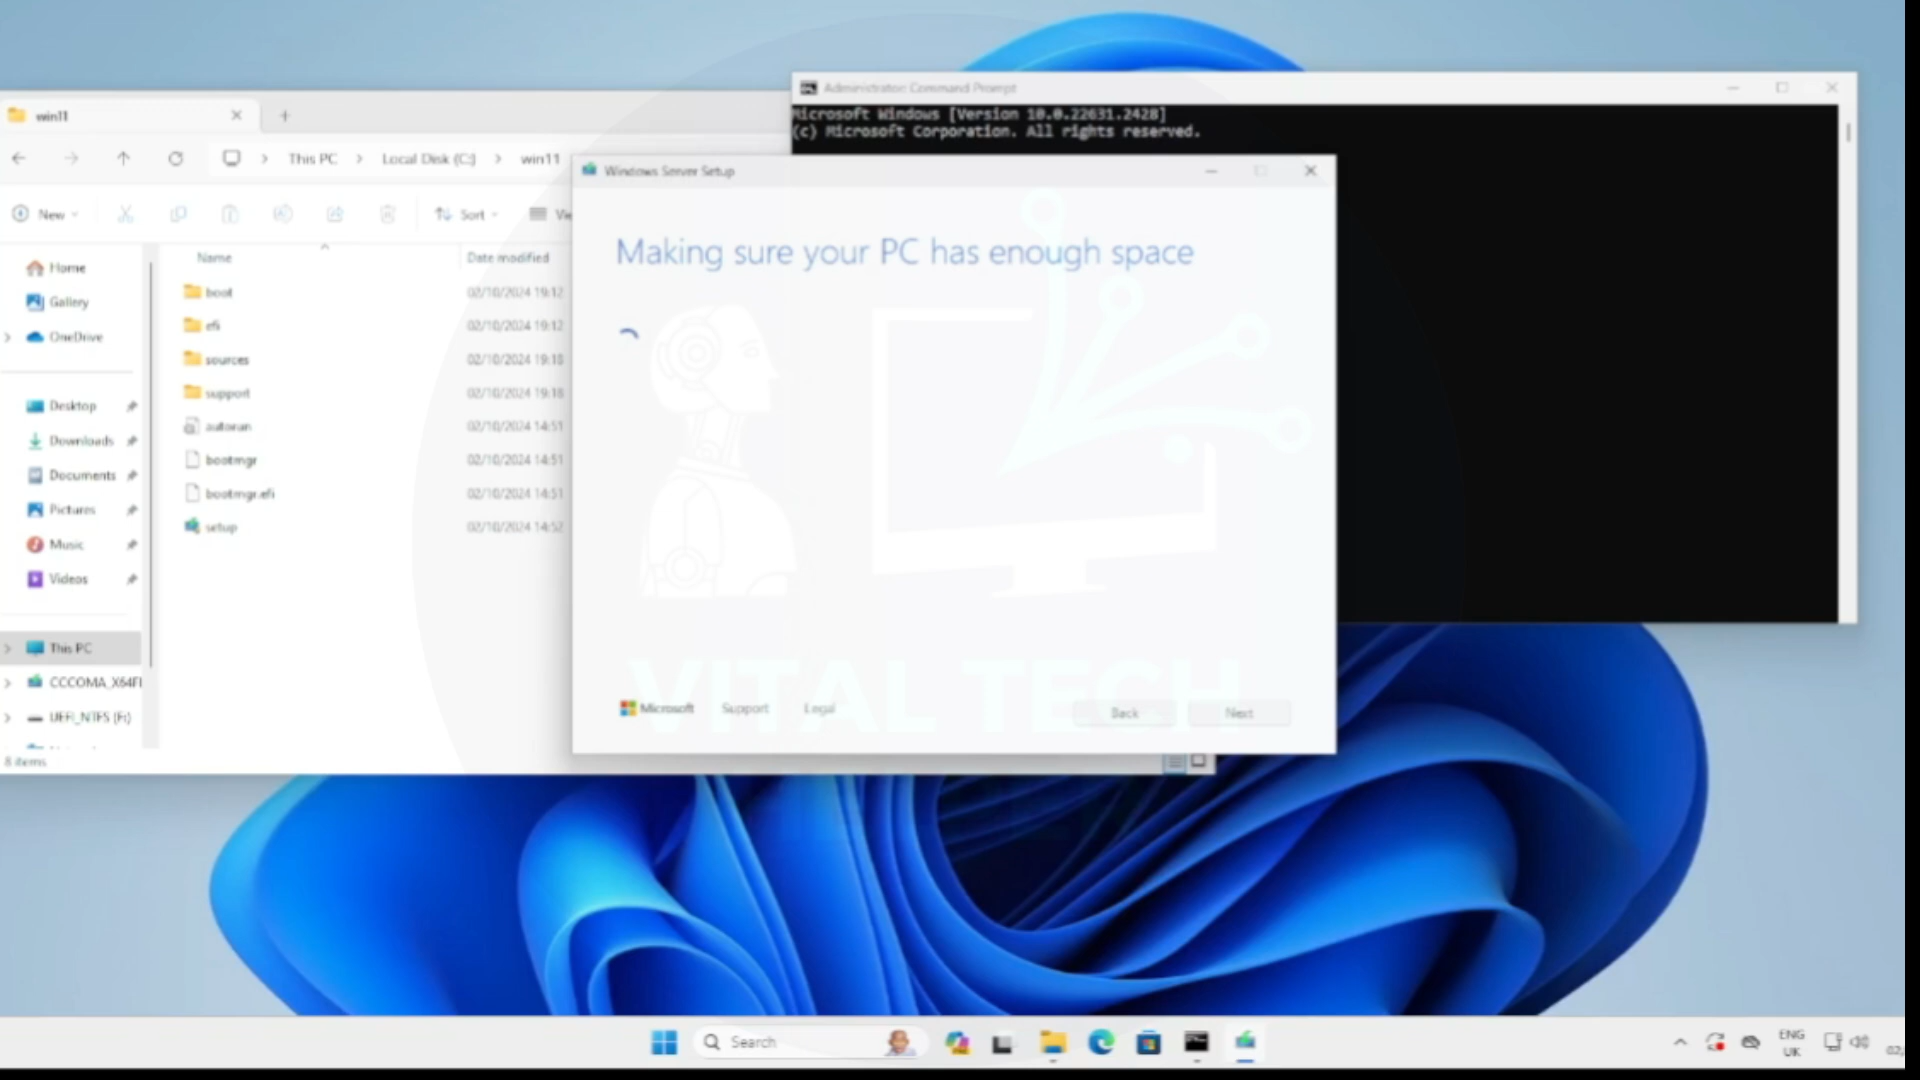 win11
Administrator: Command Prompt
Microsoft Windows [Version 10.0.22631.2428]
(c) Microsoft Corporation. All rights reserved.
This PC > Local Disk (C:) > win11
Windows Server Setup
New
Sort
Making sure your PC has enough space
Name
Date modified
Home
Gallery
OneDrive
Desktop
Downloads
Documents
Pictures
Music
Videos
This PC
CCCOMA_X64F
UEFI_NTFS (F:)
boot 02/10/2024 19:12
efi 02/10/2024 19:12
sources 02/10/2024 19:18
support 02/10/2024 19:18
autorun 02/10/2024 14:51
bootmgr 02/10/2024 14:51
bootmgr.efi 02/10/2024 14:51
setup 02/10/2024 14:52
VITAL TECH
Microsoft
Support
Legal
Back
Next
8 items
Search
ENG
UK